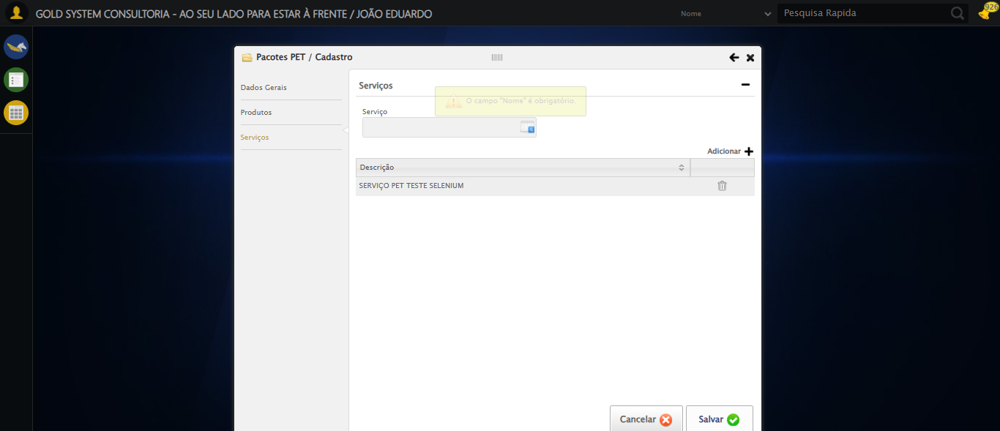 GOLD SYSTEM CONSULTORIA - AO SEU LADO PARA ESTAR À FRENTE / JOÃO EDUARDO
Nome
Pesquisa Rapida
926
Pacotes PET / Cadastro
Dados Gerais
Produtos
Serviços
Serviços
O campo "Nome" é obrigatório.
Serviço
Adicionar
Descrição
SERVIÇO PET TESTE SELENIUM
Cancelar
Salvar